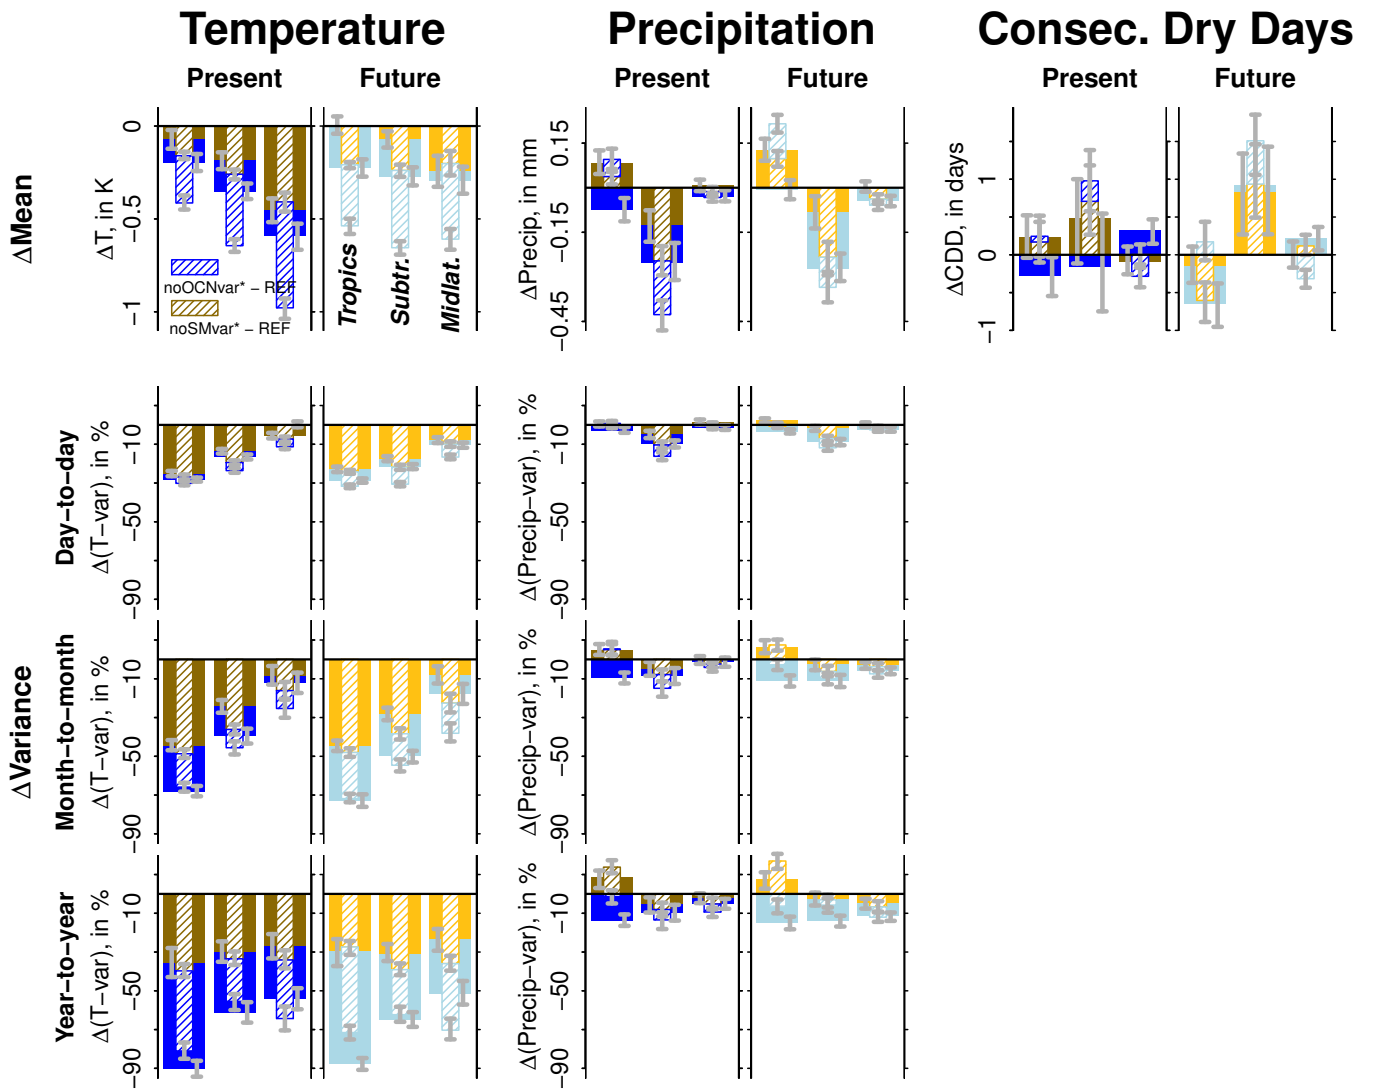 Temperature Precipitation Consec. Dry Days
Present Future Present Future Present Future
ΔMean
ΔT, in K
0
−0.5
−1
noOCNvar* − REF
noSMvar* − REF
Tropics
Subtr.
Midlat.
ΔPrecip, in mm
0.15
−0.15
−0.45
ΔCDD, in days
1
0
−1
ΔVariance
Day−to−day
Δ(T−var), in %
−10
−50
−90
Δ(Precip−var), in %
−10
−50
−90
Month−to−month
Δ(T−var), in %
−10
−50
−90
Δ(Precip−var), in %
−10
−50
−90
Year−to−year
Δ(T−var), in %
−10
−50
−90
Δ(Precip−var), in %
−10
−50
−90